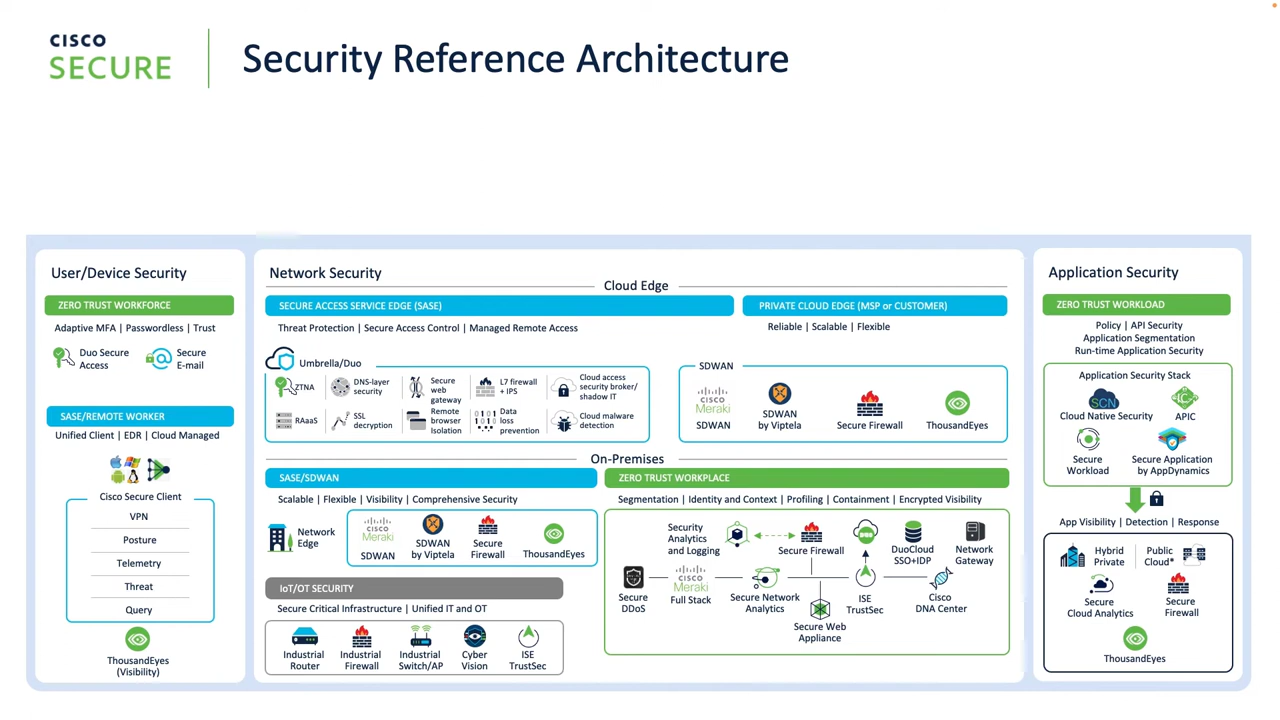 CISCO
SECURE
Security Reference Architecture
User/Device Security
ZERO TRUST WORKFORCE
Adaptive MFA | Passwordless | Trust
Duo Secure
Access
Secure
E-mail
SASE/REMOTE WORKER
Unified Client | EDR | Cloud Managed
Cisco Secure Client
VPN
Posture
Telemetry
Threat
Query
ThousandEyes
(Visibility)
Network Security
Cloud Edge
SECURE ACCESS SERVICE EDGE (SASE)
Threat Protection | Secure Access Control | Managed Remote Access
Umbrella/Duo
ZTNA
DNS-layer
security
Secure
web
gateway
L7 firewall
+ IPS
Cloud access
security broker/
shadow IT
RAaaS
SSL
decryption
Remote
browser
Isolation
Data
loss
prevention
Cloud malware
detection
PRIVATE CLOUD EDGE (MSP or CUSTOMER)
Reliable | Scalable | Flexible
SDWAN
CISCO
Meraki
SDWAN
SDWAN
by Viptela
Secure Firewall
ThousandEyes
On-Premises
SASE/SDWAN
Scalable | Flexible | Visibility | Comprehensive Security
Network
Edge
CISCO
Meraki
SDWAN
SDWAN
by Viptela
Secure
Firewall
ThousandEyes
IoT/OT SECURITY
Secure Critical Infrastructure | Unified IT and OT
Industrial
Router
Industrial
Firewall
Industrial
Switch/AP
Cyber
Vision
ISE
TrustSec
ZERO TRUST WORKPLACE
Segmentation | Identity and Context | Profiling | Containment | Encrypted Visibility
Security
Analytics
and Logging
Secure Firewall
DuoCloud
SSO+IDP
Network
Gateway
Secure
DDoS
CISCO
Meraki
Full Stack
Secure Network
Analytics
ISE
TrustSec
Cisco
DNA Center
Secure Web
Appliance
Application Security
ZERO TRUST WORKLOAD
Policy | API Security
Application Segmentation
Run-time Application Security
Application Security Stack
SCN
Cloud Native Security
APIC
Secure
Workload
Secure Application
by AppDynamics
App Visibility | Detection | Response
Hybrid
Private
Public
Cloud*
Secure
Cloud Analytics
Secure
Firewall
ThousandEyes